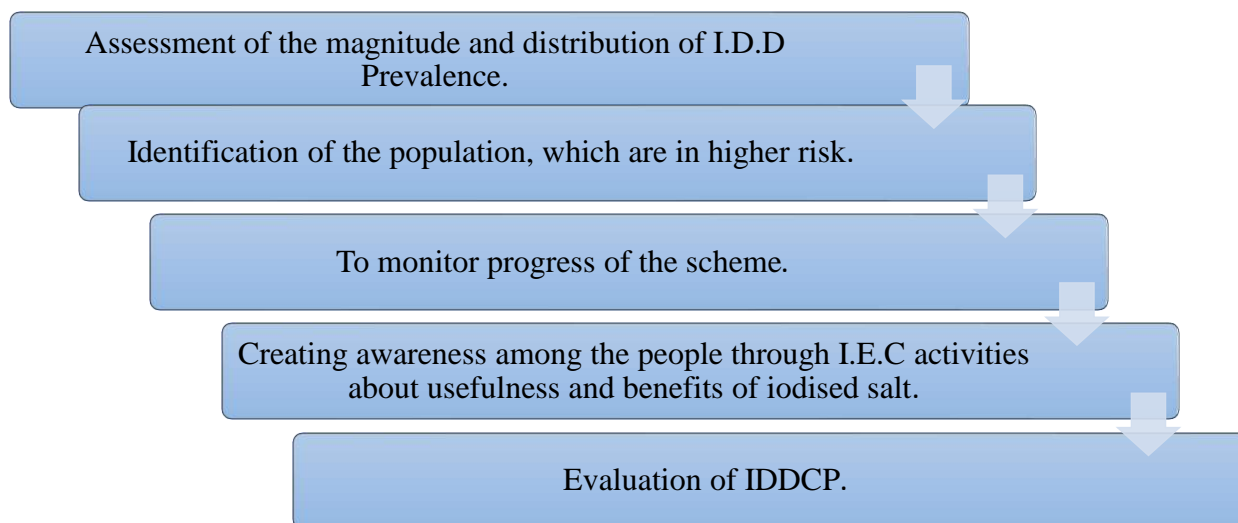 Assessment of the magnitude and distribution of I.D.D
Prevalence.
Identification of the population, which are in higher risk.
To monitor progress of the scheme.
Creating awareness among the people through I.E.C activities
about usefulness and benefits of iodised salt.
Evaluation of IDDCP.